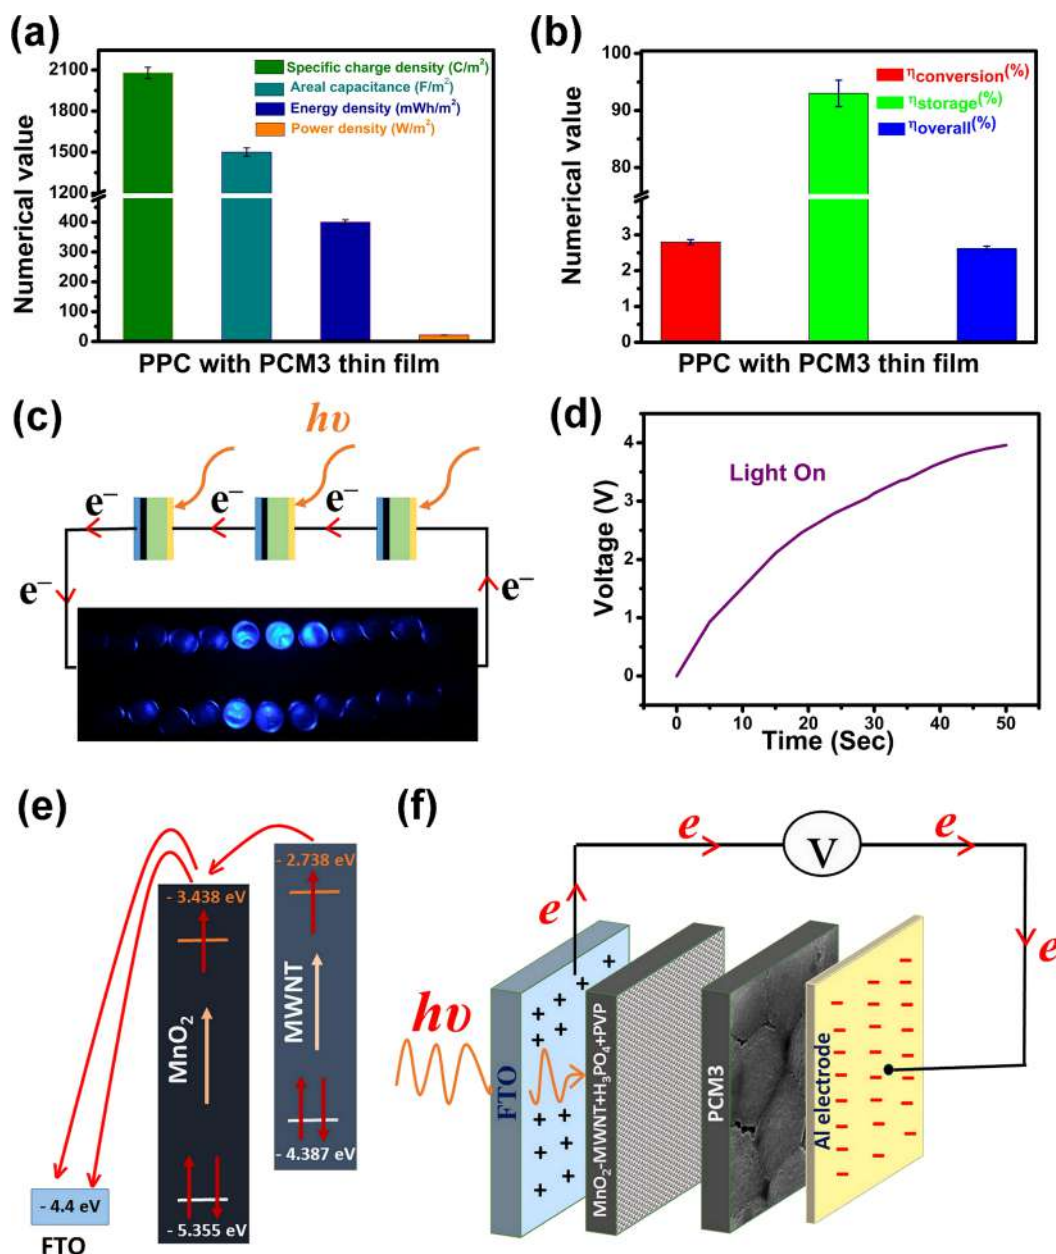 (a)
Numerical value
2100
1800
1500
1200
400
300
200
100
0
Specific charge density (C/m²)
Areal capacitance (F/m²)
Energy density (mWh/m²)
Power density (W/m²)
PPC with PCM3 thin film
(b)
Numerical value
100
90
80
3
2
1
0
ηconversion(%)
ηstorage(%)
ηoverall(%)
PPC with PCM3 thin film
(c)
hυ
e⁻ e⁻ e⁻
e⁻ e⁻
(d)
Voltage (V)
4
3
2
1
0
Light On
0 10 20 30 40 50
Time (Sec)
(e)
- 2.738 eV
- 3.438 eV
MWNT
MnO₂
- 4.387 eV
- 4.4 eV
- 5.355 eV
FTO
(f)
e e
V
e
e
hυ
FTO
MnO₂-MWNT+H₃PO₄+PVP
PCM3
Al electrode